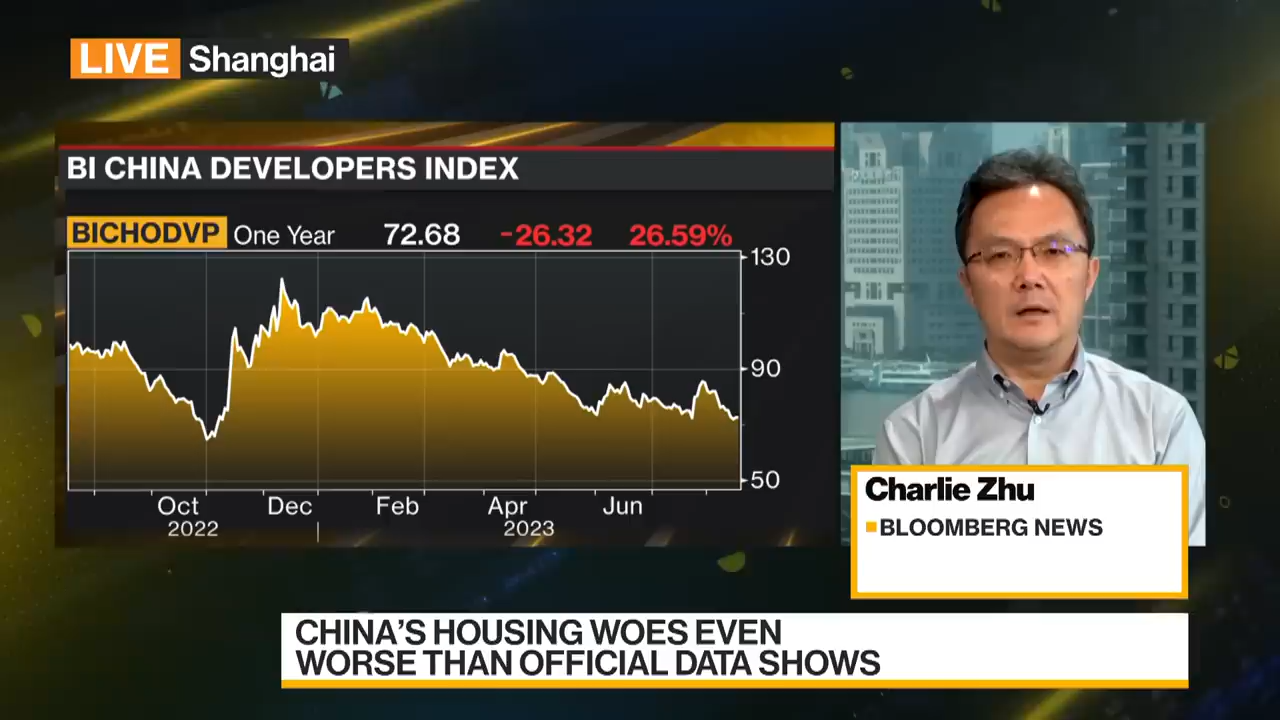 LIVE Shanghai
BI CHINA DEVELOPERS INDEX
BICHODVP One Year 72.68 -26.32 26.59%
130
90
50
Oct Dec Feb Apr Jun
2022 2023
Charlie Zhu
BLOOMBERG NEWS
CHINA'S HOUSING WOES EVEN
WORSE THAN OFFICIAL DATA SHOWS